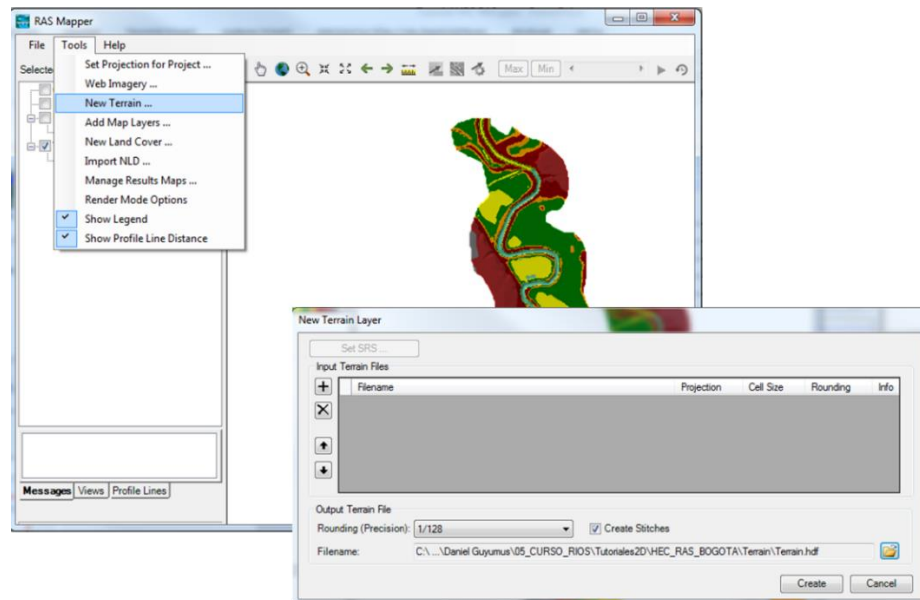 RAS Mapper
File Tools Help
Selecte
Max Min
Set Projection for Project ...
Web Imagery ...
New Terrain ...
Add Map Layers ...
New Land Cover ...
Import NLD ...
Manage Results Maps ...
Render Mode Options
Show Legend
Show Profile Line Distance
Messages Views Profile Lines
New Terrain Layer
Set SRS ...
Input Terrain Files
Filename Projection Cell Size Rounding Info
Output Terrain File
Rounding (Precision): 1/128 Create Stitches
Filename: C:\...\Daniel Guyumus\05_CURSO_RIOS\Tutoriales2D\HEC_RAS_BOGOTA\Terrain\Terrain.hdf
Create Cancel